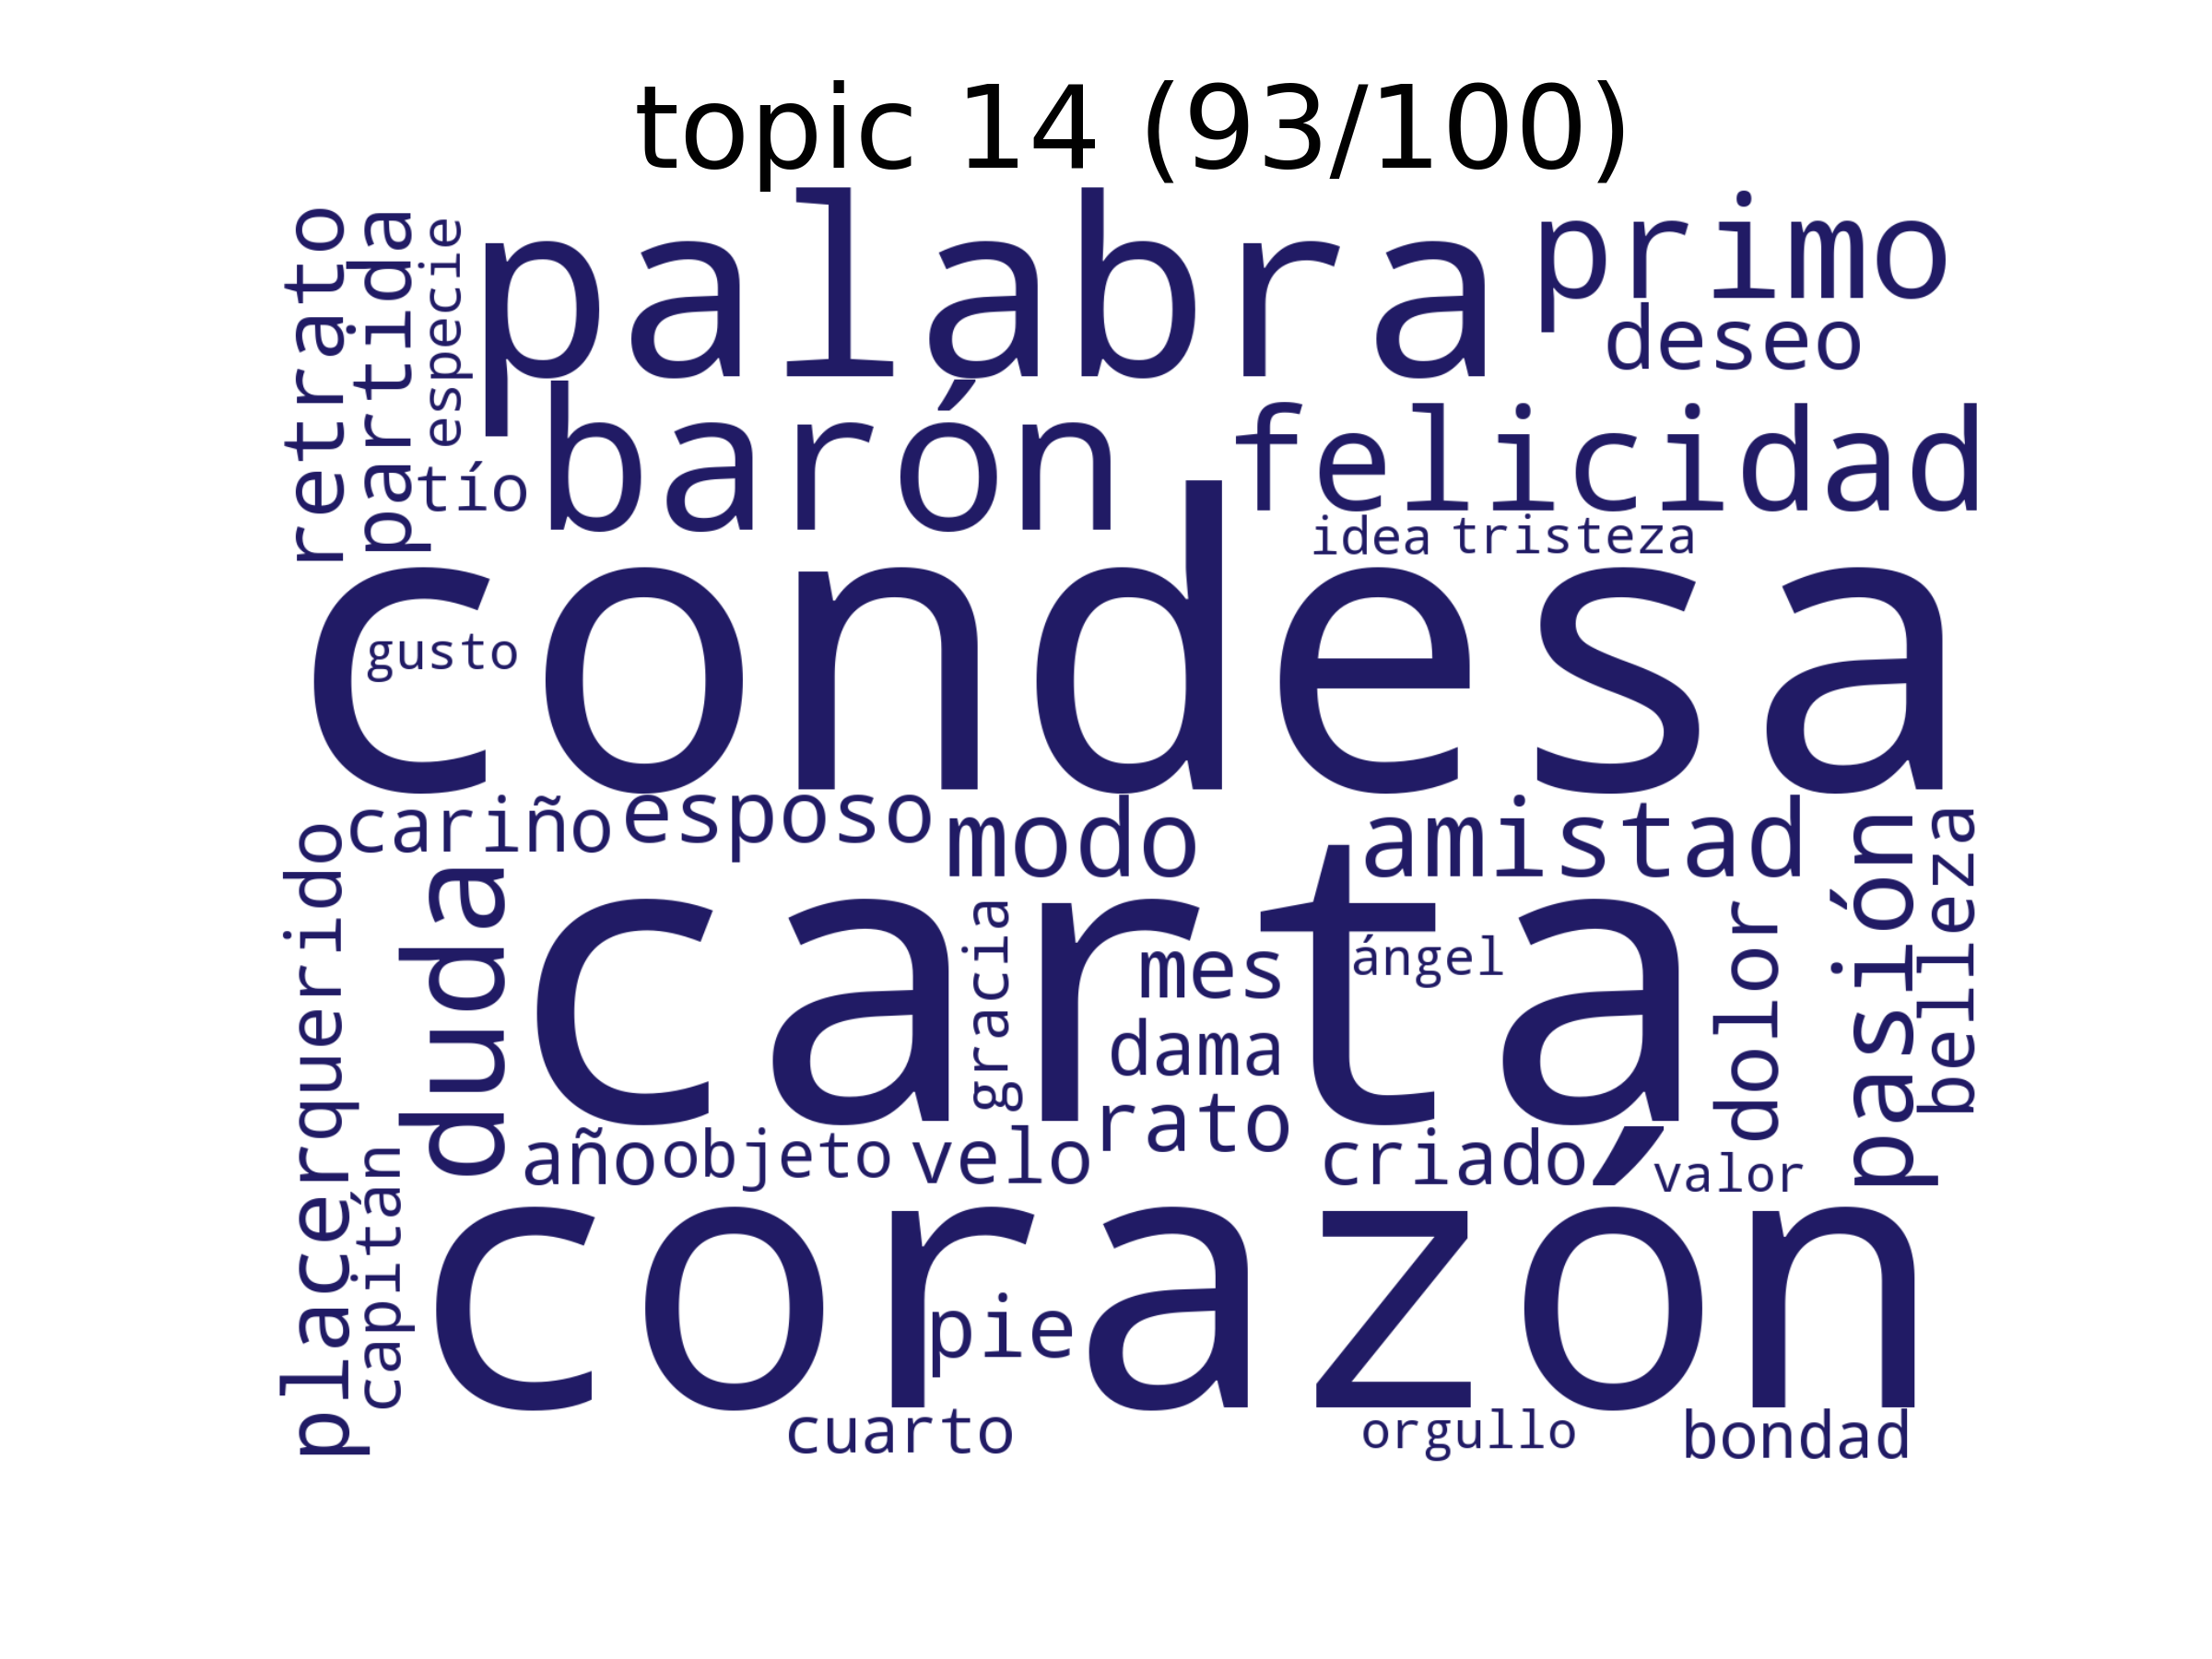 topic 14 (93/100)
retrato
partida
especie
palabra
primo
deseo
tío
barón
felicidad
idea
tristeza
condesa
gusto
cariño
esposo
modo
amistad
querido
duda
carta
gracia
mes
ángel
dama
rato
dolor
pasión
belleza
año
objeto
velo
criado
valor
placer
capitán
corazón
pie
cuarto
orgullo
bondad